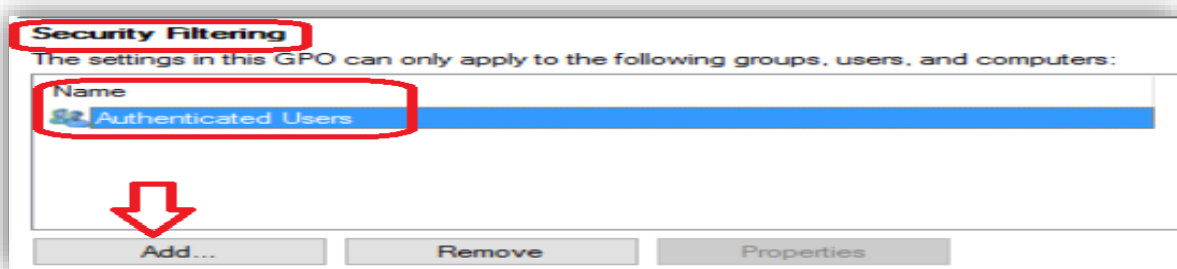 Security Filtering
The settings in this GPO can only apply to the following groups, users, and computers:
Name
Authenticated Users
Add... Remove Properties